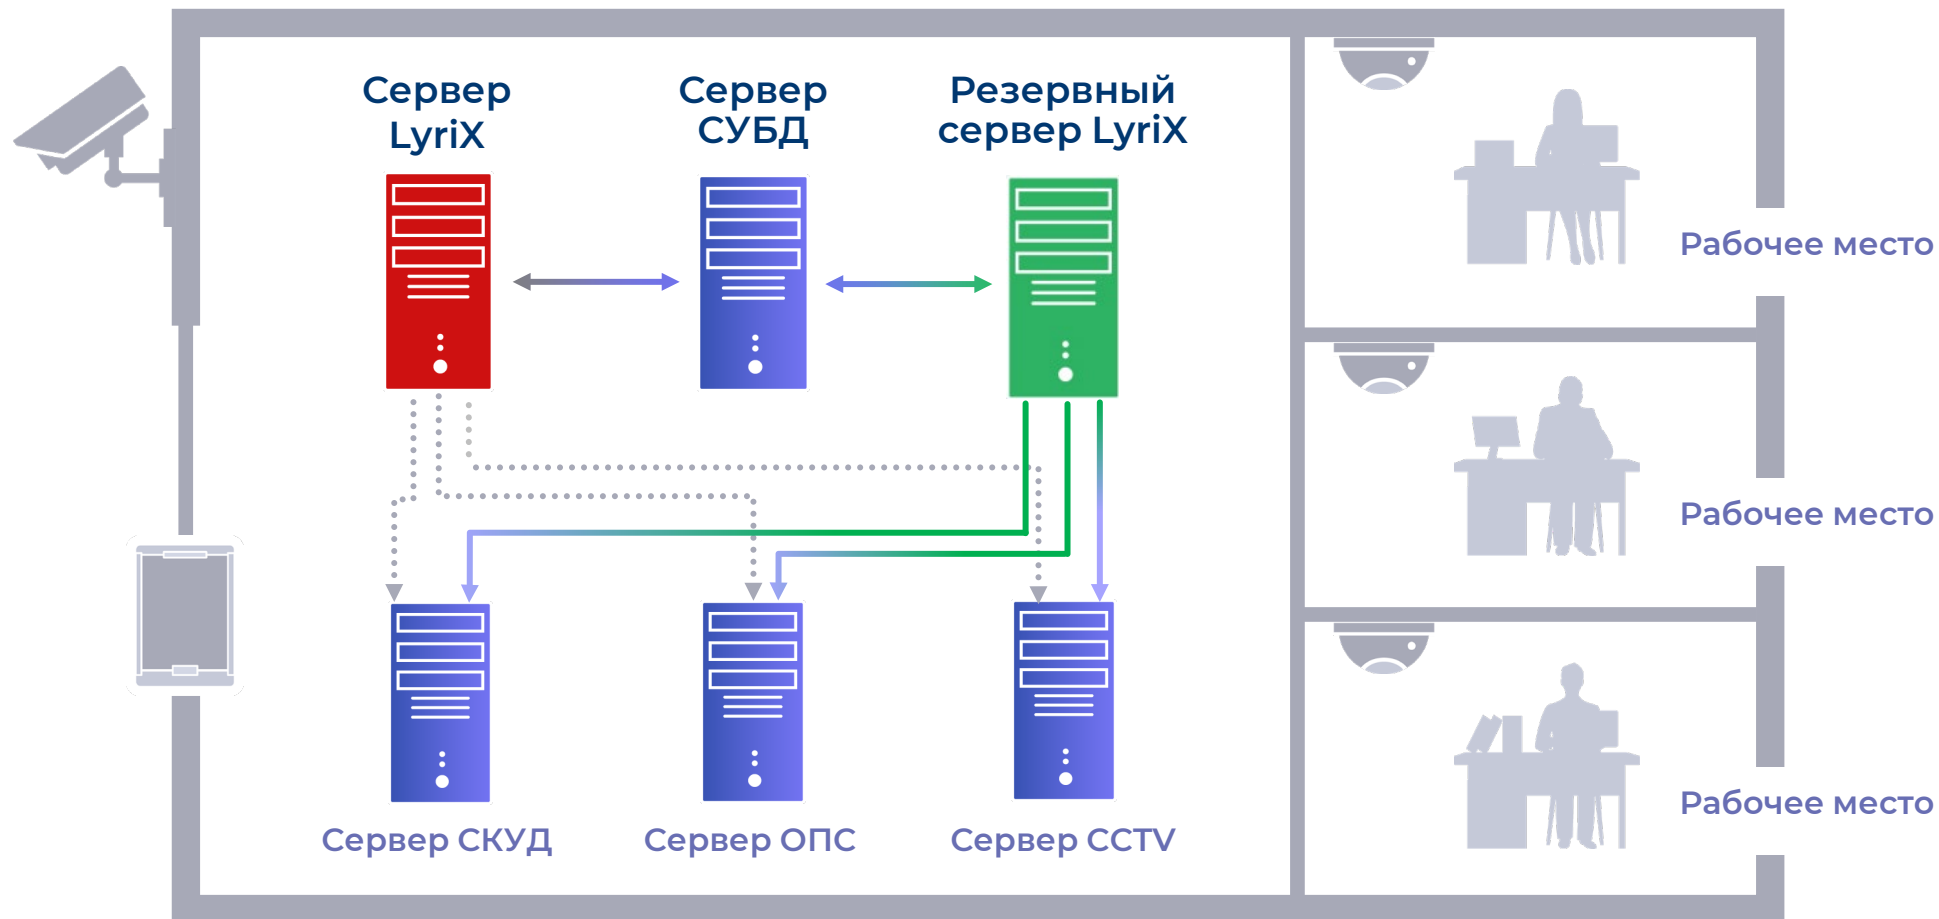 Сервер
LyriX
Сервер
СУБД
Резервный
сервер LyriX
Рабочее место
Рабочее место
Рабочее место
Сервер СКУД
Сервер ОПС
Сервер CCTV